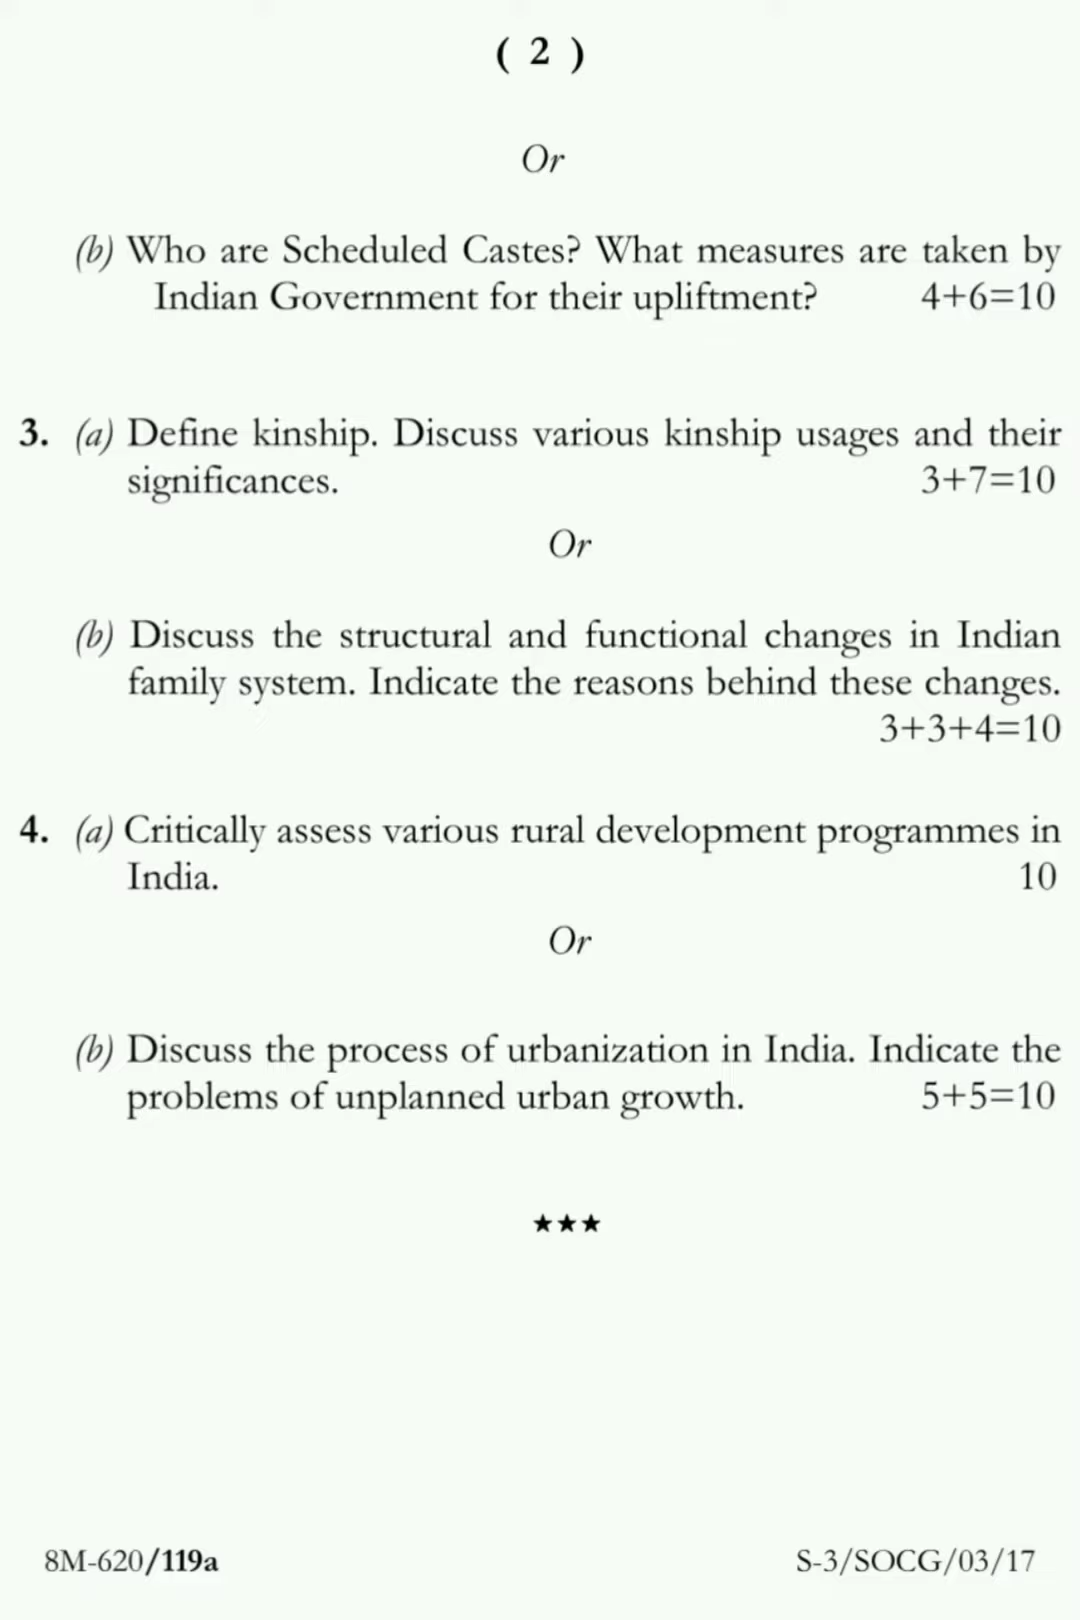 ( 2 )
Or
(b) Who are Scheduled Castes? What measures are taken by
Indian Government for their upliftment? 4+6=10
3. (a) Define kinship. Discuss various kinship usages and their
significances. 3+7=10
Or
(b) Discuss the structural and functional changes in Indian
family system. Indicate the reasons behind these changes.
3+3+4=10
4. (a) Critically assess various rural development programmes in
India. 10
Or
(b) Discuss the process of urbanization in India. Indicate the
problems of unplanned urban growth. 5+5=10
★★★
8M-620/119a S-3/SOCG/03/17